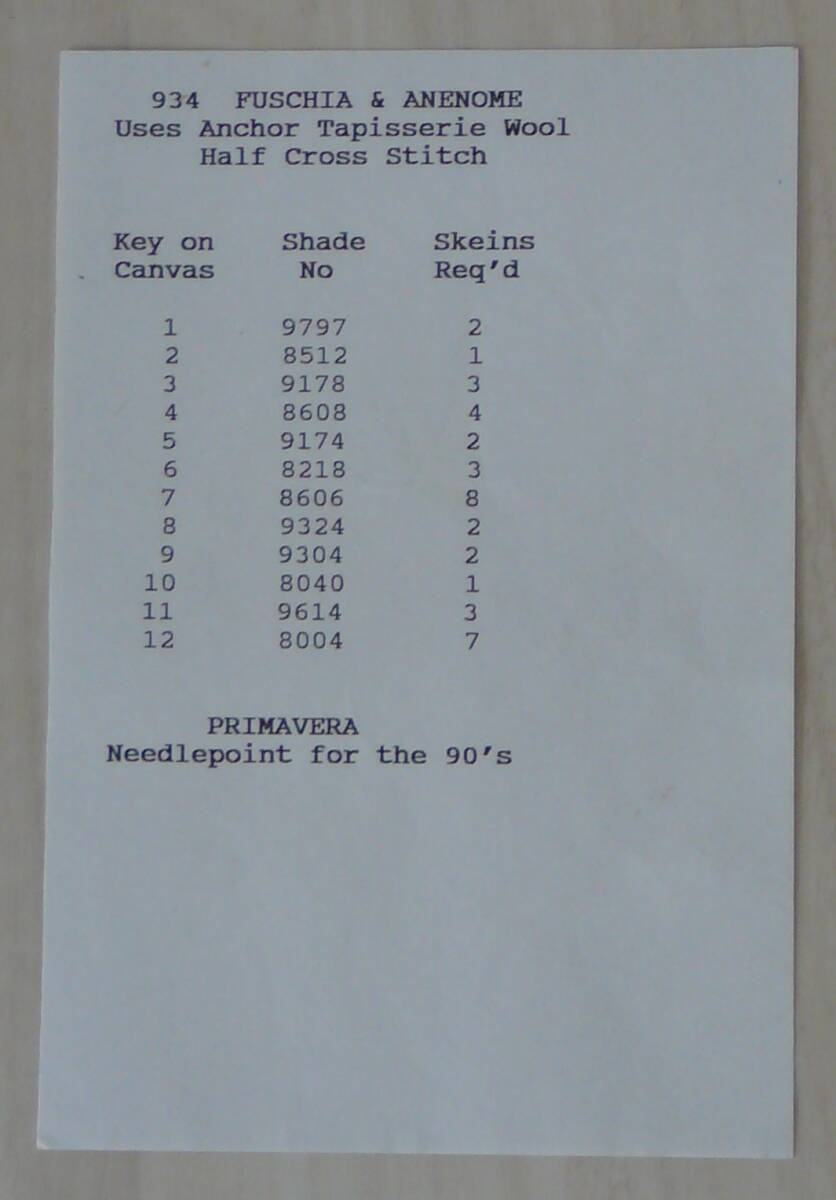 934 FUSCHIA & ANENOME
Uses Anchor Tapisserie Wool
Half Cross Stitch
Key on Shade Skeins
Canvas No Req'd
1 9797 2
2 8512 1
3 9178 3
4 8608 4
5 9174 2
6 8218 3
7 8606 8
8 9324 2
9 9304 2
10 8040 1
11 9614 3
12 8004 7
PRIMAVERA
Needlepoint for the 90's